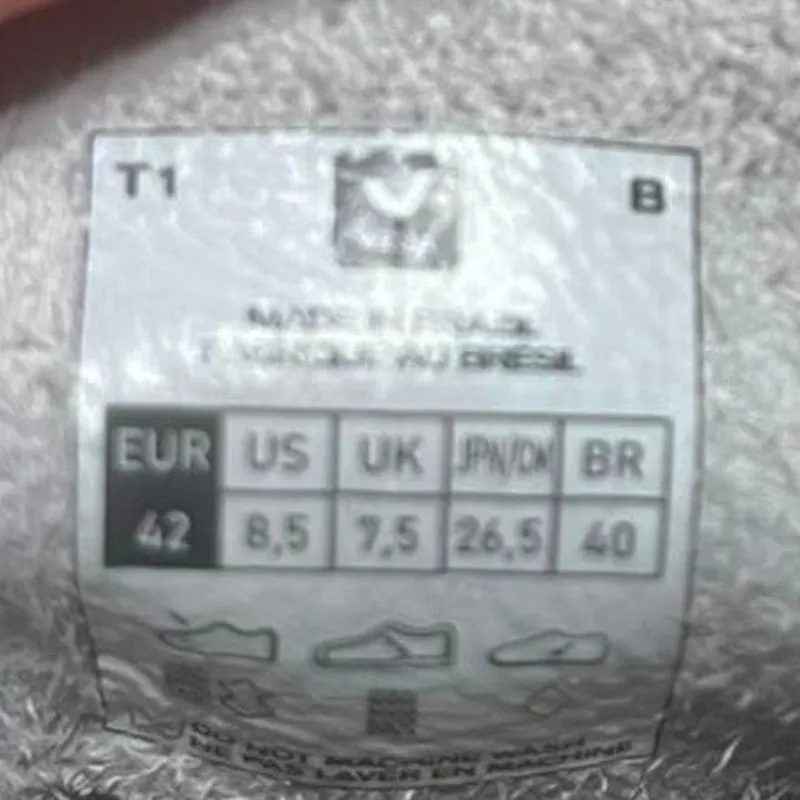 T1
B
MADE IN BRAZIL
FABRIQUÉ AU BRÉSIL
EUR US UK JPN/CM BR
42 8,5 7,5 26,5 40
DO NOT MACHINE WASH
NE PAS LAVER EN MACHINE